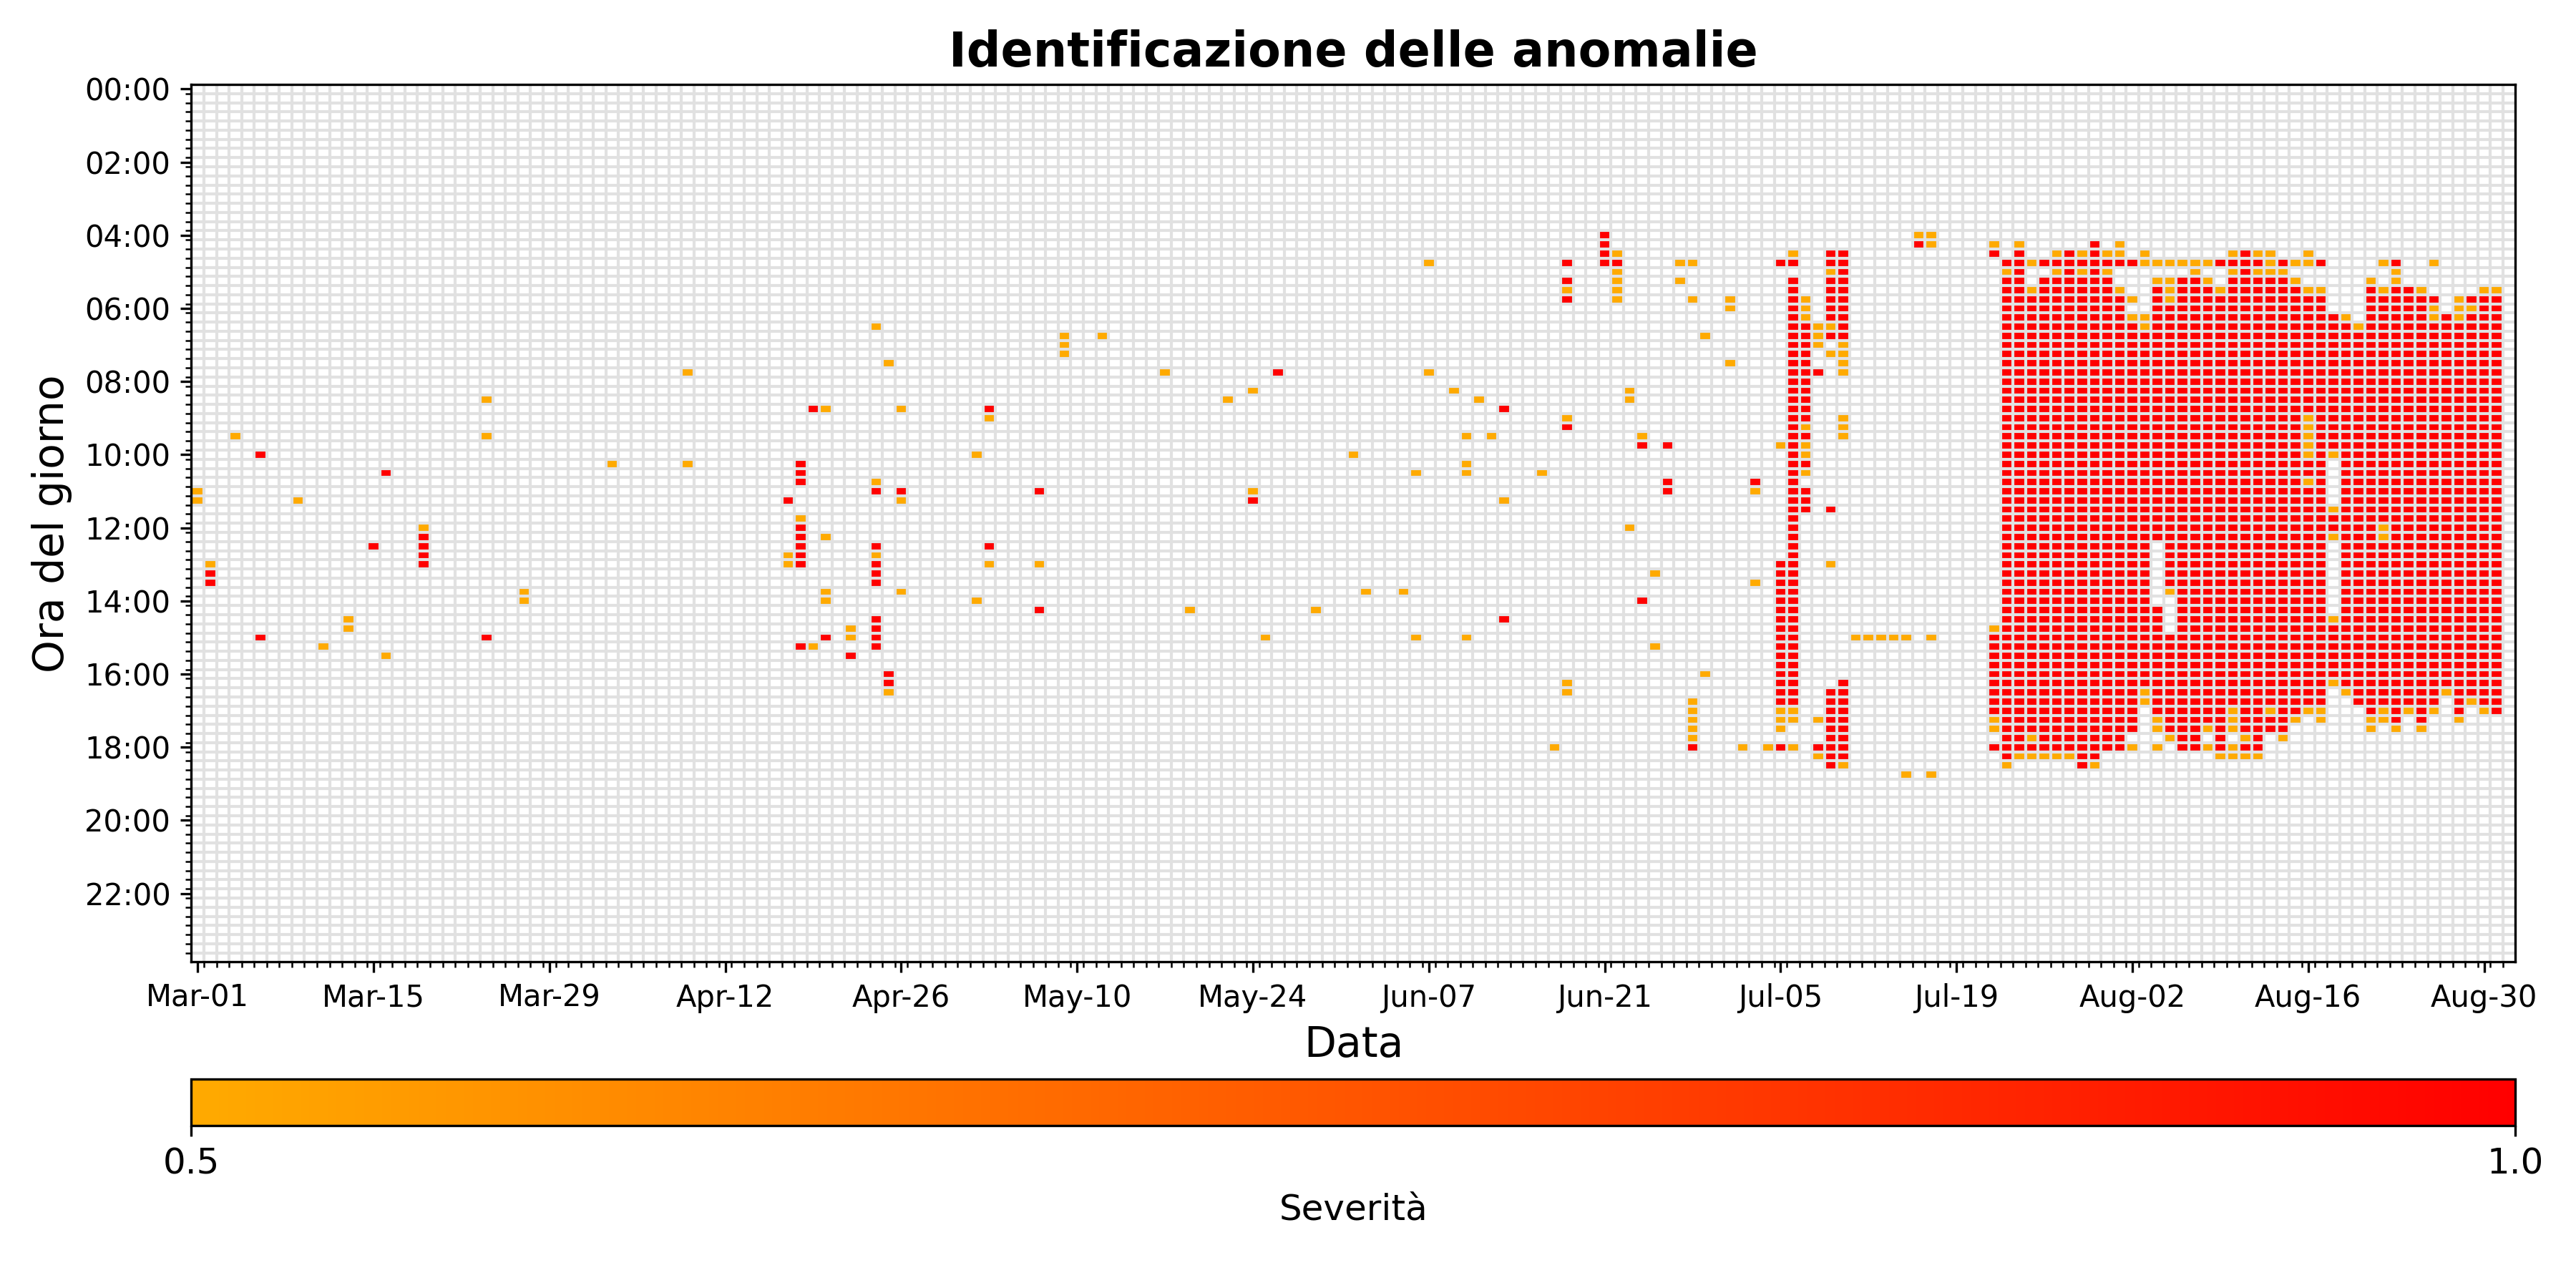 Identificazione delle anomalie
Ora del giorno
00:00
02:00
04:00
06:00
08:00
10:00
12:00
14:00
16:00
18:00
20:00
22:00
Mar-01 Mar-15 Mar-29 Apr-12 Apr-26 May-10 May-24 Jun-07 Jun-21 Jul-05 Jul-19 Aug-02 Aug-16 Aug-30
Data
0.5 1.0
Severità